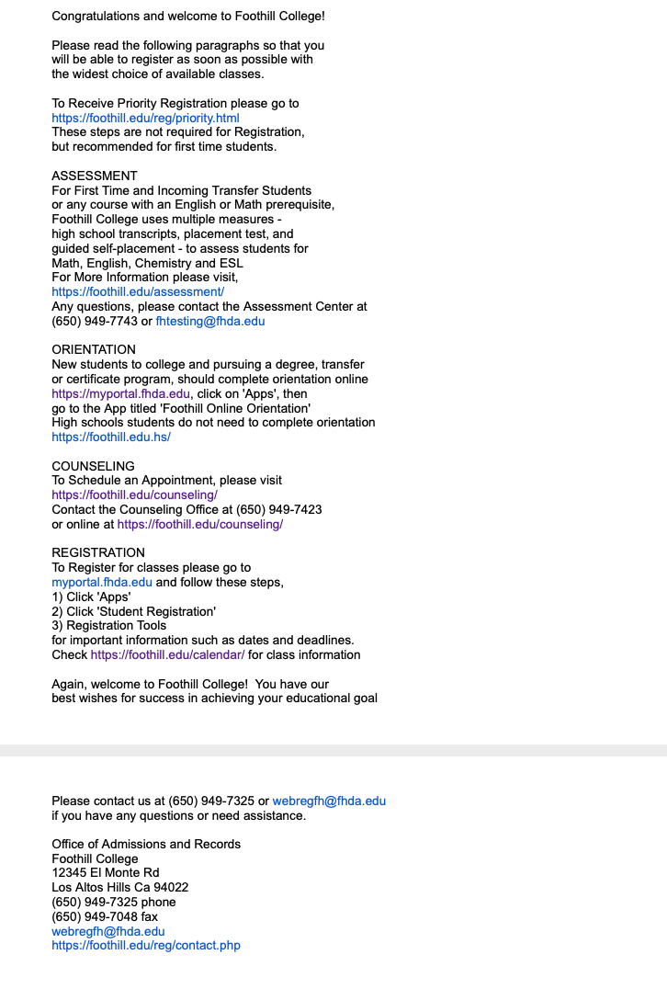 Congratulations and welcome to Foothill College!
Please read the following paragraphs so that you
will be able to register as soon as possible with
the widest choice of available classes.
To Receive Priority Registration please go to
https://foothill.edu/reg/priority.html
These steps are not required for Registration,
but recommended for first time students.
ASSESSMENT
For First Time and Incoming Transfer Students
or any course with an English or Math prerequisite,
Foothill College uses multiple measures -
high school transcripts, placement test, and
guided self-placement - to assess students for
Math, English, Chemistry and ESL
For More Information please visit,
https://foothill.edu/assessment/
Any questions, please contact the Assessment Center at
(650) 949-7743 or fhtesting@fhda.edu
ORIENTATION
New students to college and pursuing a degree, transfer
or certificate program, should complete orientation online
https://myportal.fhda.edu, click on 'Apps', then
go to the App titled 'Foothill Online Orientation'
High schools students do not need to complete orientation
https://foothill.edu.hs/
COUNSELING
To Schedule an Appointment, please visit
https://foothill.edu/counseling/
Contact the Counseling Office at (650) 949-7423
or online at https://foothill.edu/counseling/
REGISTRATION
To Register for classes please go to
myportal.fhda.edu and follow these steps,
1) Click 'Apps'
2) Click 'Student Registration'
3) Registration Tools
for important information such as dates and deadlines.
Check https://foothill.edu/calendar/ for class information
Again, welcome to Foothill College!  You have our
best wishes for success in achieving your educational goal
Please contact us at (650) 949-7325 or webregfh@fhda.edu
if you have any questions or need assistance.
Office of Admissions and Records
Foothill College
12345 El Monte Rd
Los Altos Hills Ca 94022
(650) 949-7325 phone
(650) 949-7048 fax
webregfh@fhda.edu
https://foothill.edu/reg/contact.php